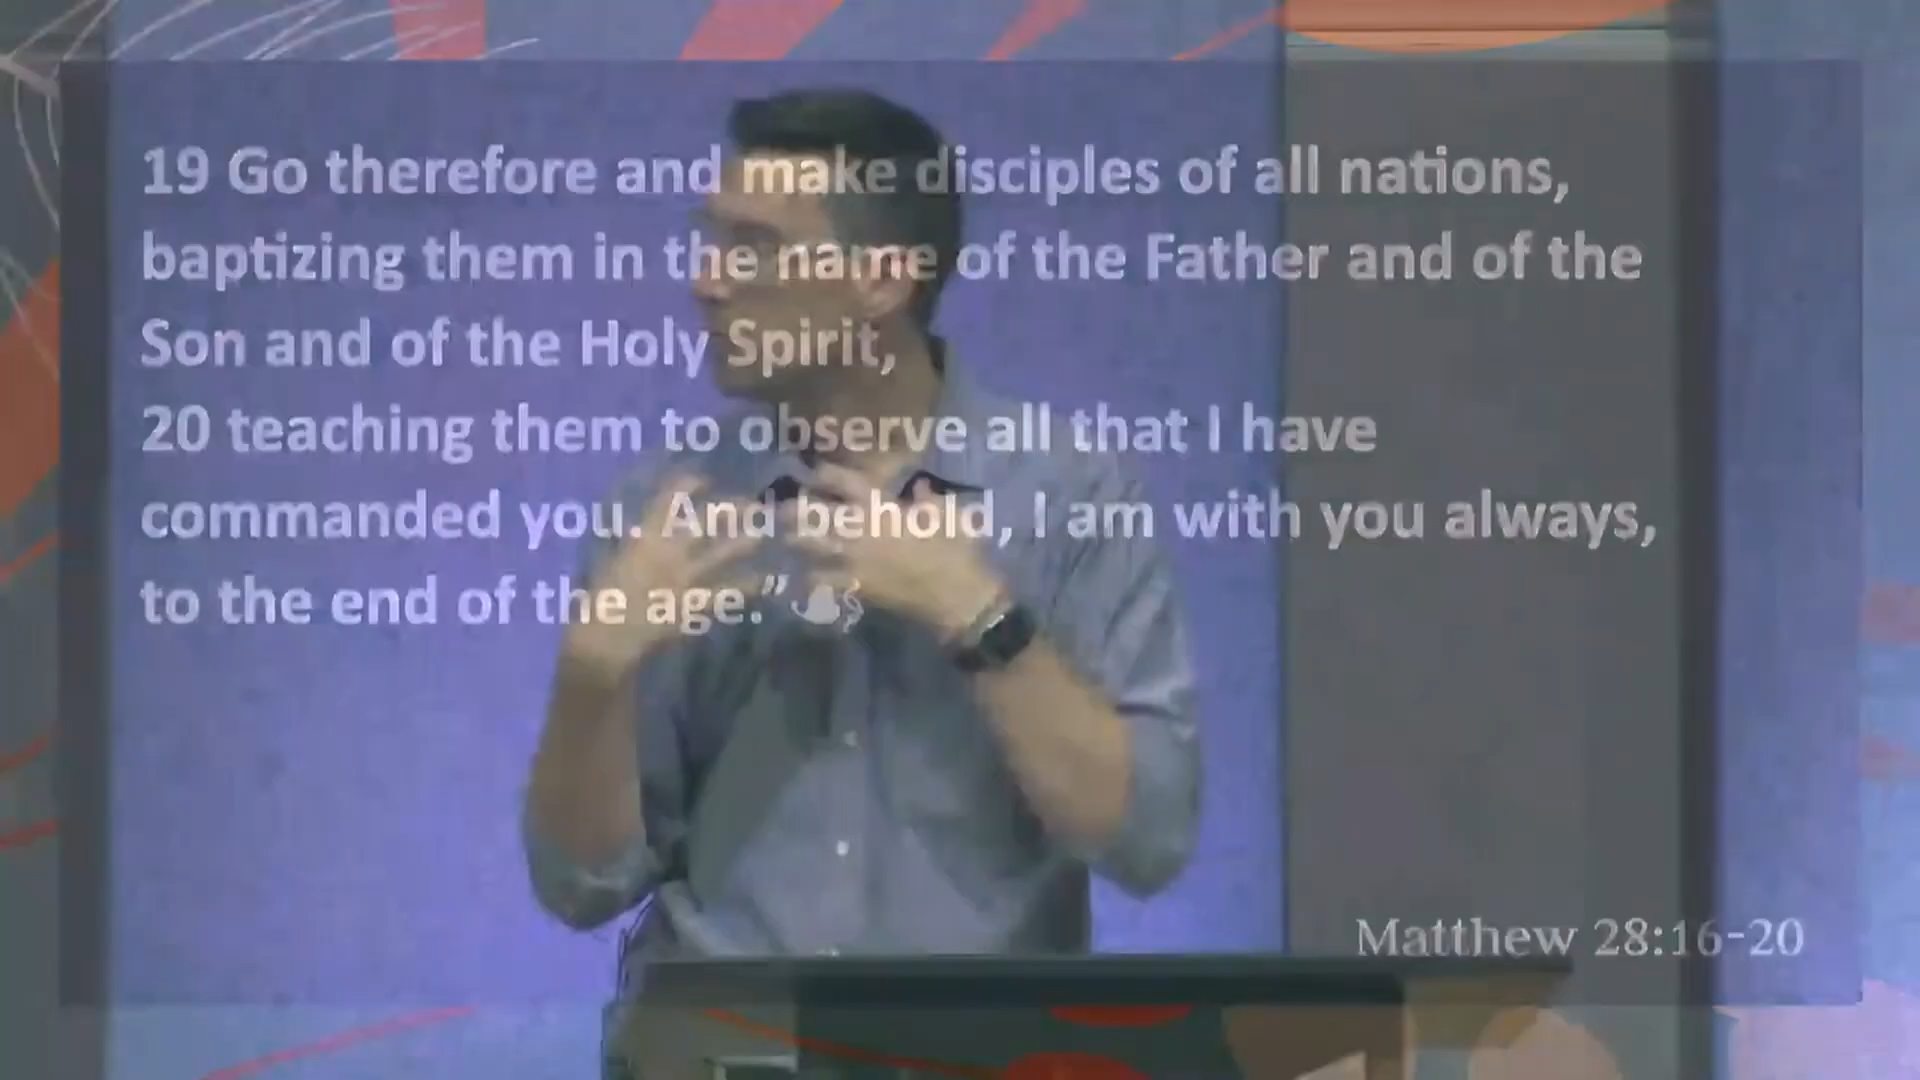 19 Go therefore and make disciples of all nations,
baptizing them in the name of the Father and of the
Son and of the Holy Spirit,
20 teaching them to observe all that I have
commanded you. And behold, I am with you always,
to the end of the age.”
Matthew 28:16-20